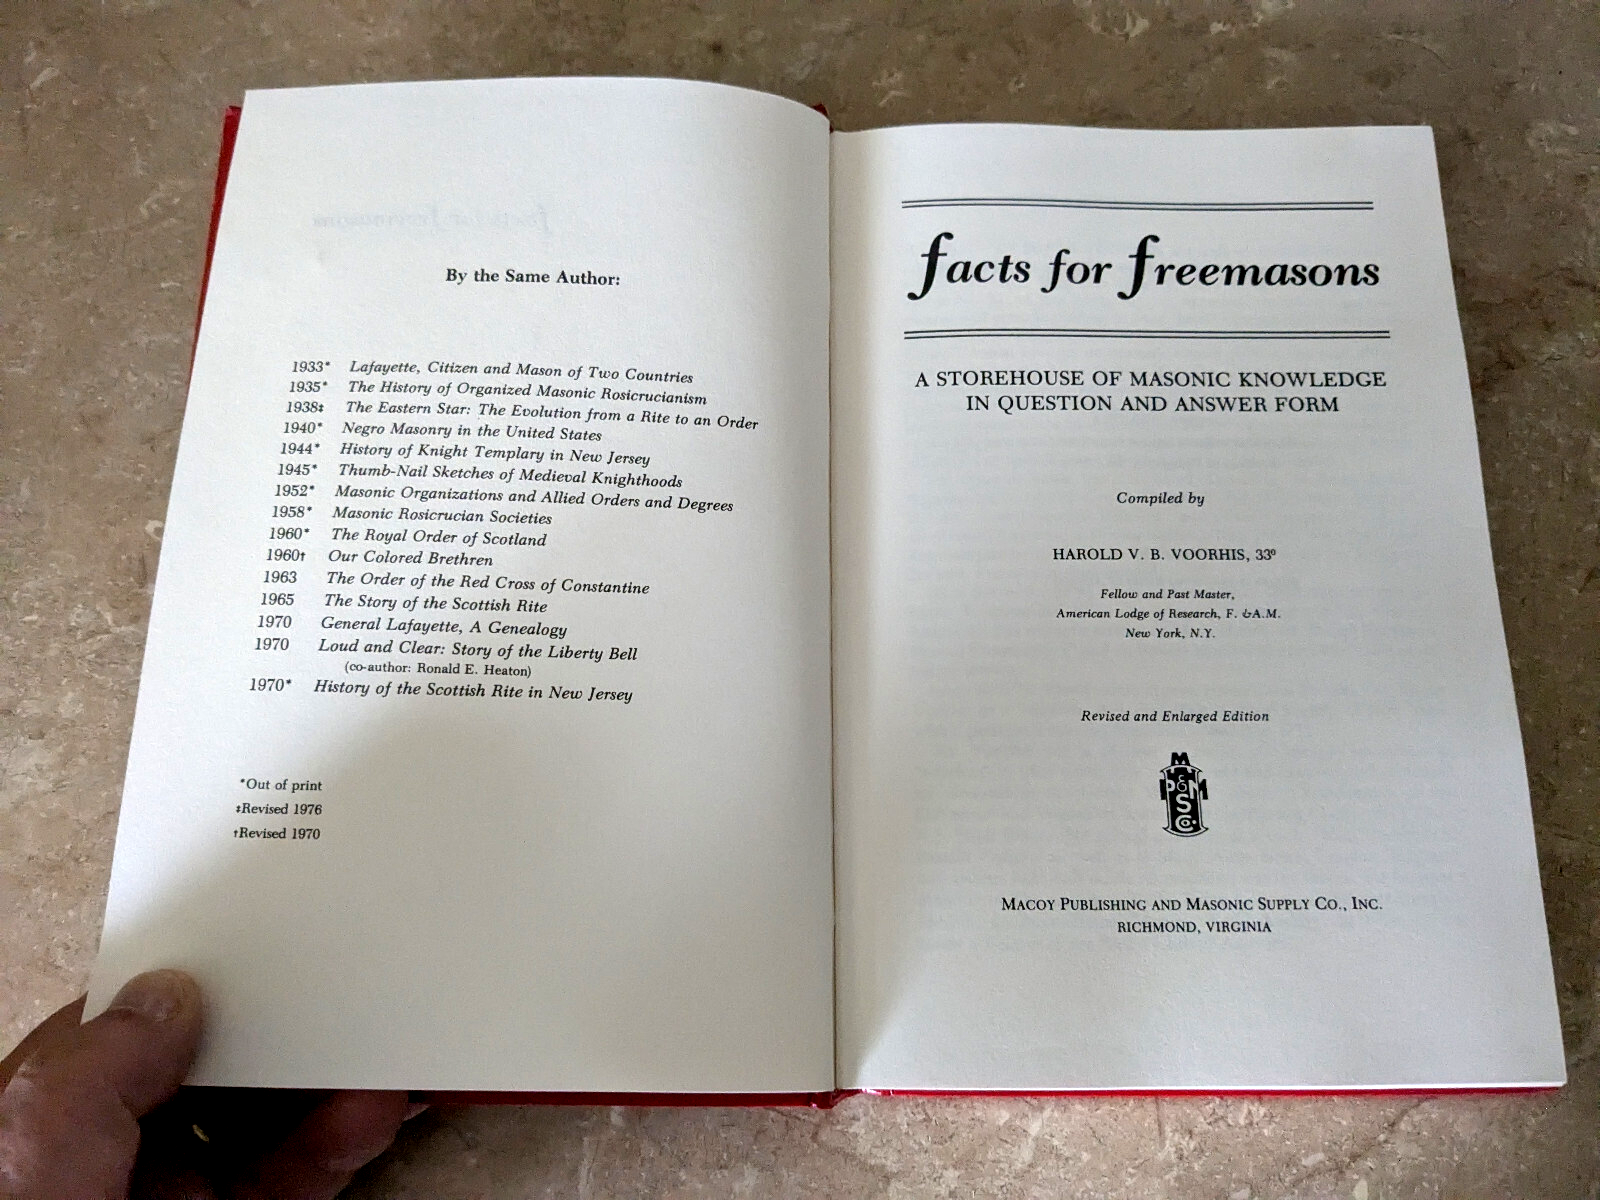 By the Same Author:
1933* Lafayette, Citizen and Mason of Two Countries
1935* The History of Organized Masonic Rosicrucianism
1938‡ The Eastern Star: The Evolution from a Rite to an Order
1940* Negro Masonry in the United States
1944* History of Knight Templary in New Jersey
1945* Thumb-Nail Sketches of Medieval Knighthoods
1952* Masonic Organizations and Allied Orders and Degrees
1958* Masonic Rosicrucian Societies
1960* The Royal Order of Scotland
1960† Our Colored Brethren
1963 The Order of the Red Cross of Constantine
1965 The Story of the Scottish Rite
1970 General Lafayette, A Genealogy
1970 Loud and Clear: Story of the Liberty Bell
(co-author: Ronald E. Heaton)
1970* History of the Scottish Rite in New Jersey
*Out of print
‡Revised 1976
†Revised 1970
facts for freemasons
A STOREHOUSE OF MASONIC KNOWLEDGE
IN QUESTION AND ANSWER FORM
Compiled by
HAROLD V. B. VOORHIS, 33º
Fellow and Past Master,
American Lodge of Research, F. &A.M.
New York, N.Y.
Revised and Enlarged Edition
M
P&M
S
Co.
MACOY PUBLISHING AND MASONIC SUPPLY CO., INC.
RICHMOND, VIRGINIA